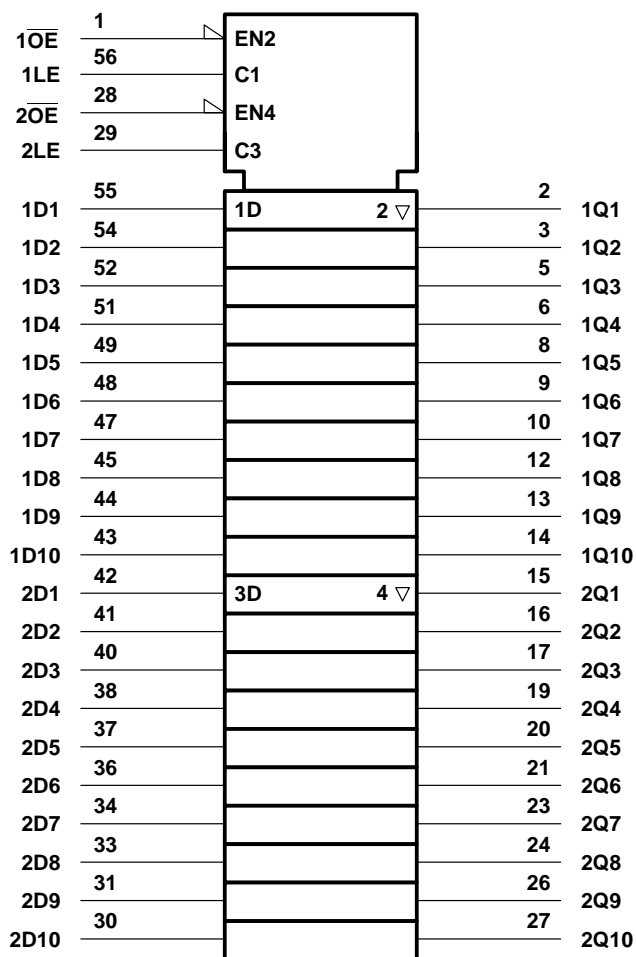 1OE 1 EN2
1LE 56 C1
2OE 28 EN4
2LE 29 C3
1D1 55 1D 2 ▽ 2 1Q1
1D2 54 3 1Q2
1D3 52 5 1Q3
1D4 51 6 1Q4
1D5 49 8 1Q5
1D6 48 9 1Q6
1D7 47 10 1Q7
1D8 45 12 1Q8
1D9 44 13 1Q9
1D10 43 14 1Q10
2D1 42 3D 4 ▽ 15 2Q1
2D2 41 16 2Q2
2D3 40 17 2Q3
2D4 38 19 2Q4
2D5 37 20 2Q5
2D6 36 21 2Q6
2D7 34 23 2Q7
2D8 33 24 2Q8
2D9 31 26 2Q9
2D10 30 27 2Q10